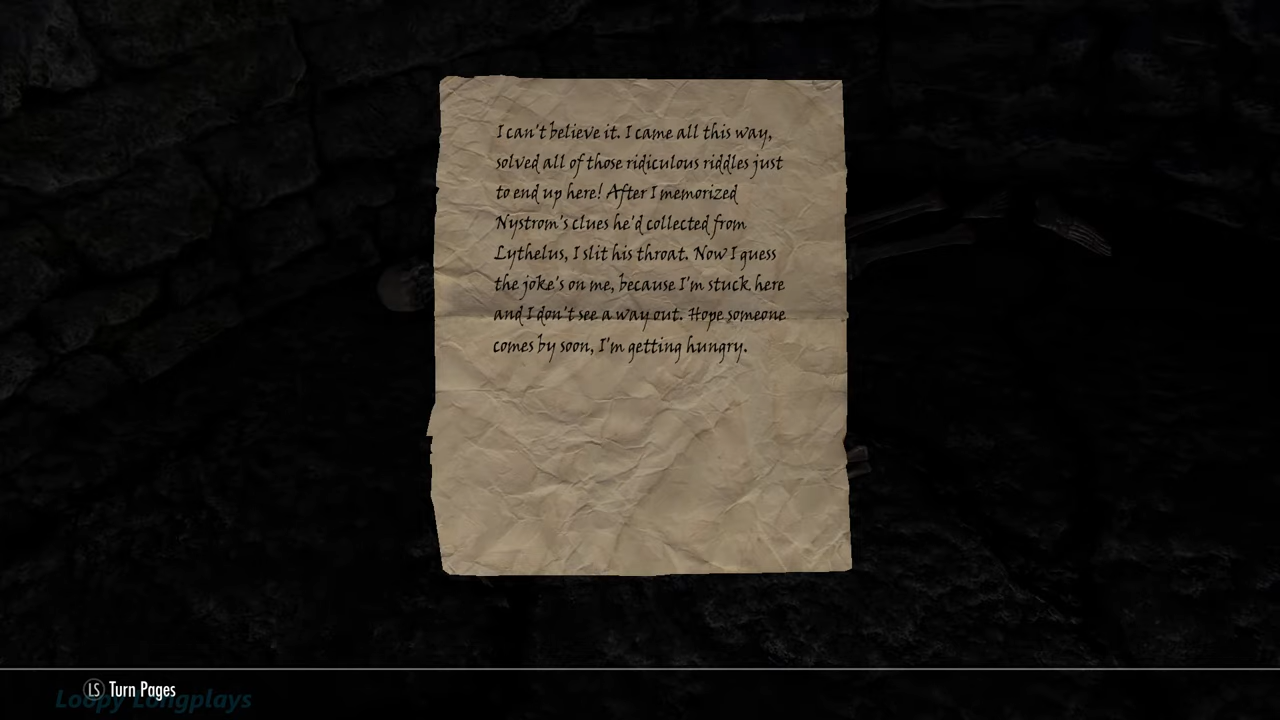 I can't believe it. I came all this way,
solved all of those ridiculous riddles just
to end up here! After I memorized
Nystrom's clues he'd collected from
Lythelus, I slit his throat. Now I guess
the joke's on me, because I'm stuck here
and I don't see a way out. Hope someone
comes by soon, I'm getting hungry.
LS Turn Pages
Loopy Longplays